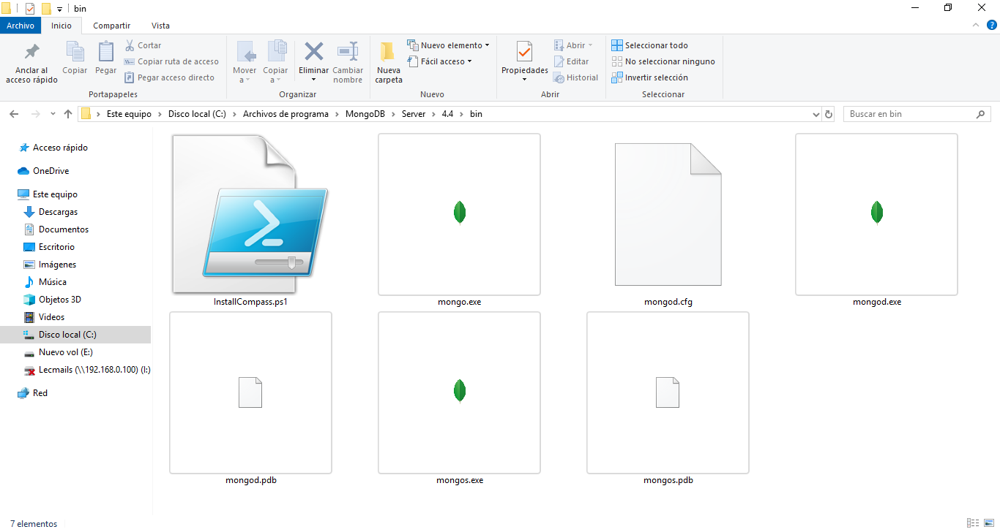 bin
Archivo Inicio Compartir Vista
Anclar al
acceso rápido
Copiar
Pegar
Cortar
Copiar ruta de acceso
Pegar acceso directo
Portapapeles
Mover
a
Copiar
a
Eliminar
Cambiar
nombre
Organizar
Nueva
carpeta
Nuevo elemento
Fácil acceso
Nuevo
Propiedades
Abrir
Editar
Historial
Abrir
Seleccionar todo
No seleccionar ninguno
Invertir selección
Seleccionar
Este equipo > Disco local (C:) > Archivos de programa > MongoDB > Server > 4.4 > bin
Buscar en bin
Acceso rápido
OneDrive
Este equipo
Descargas
Documentos
Escritorio
Imágenes
Música
Objetos 3D
Videos
Disco local (C:)
Nuevo vol (E:)
Lecmails (\\192.168.0.100) (I:)
Red
InstallCompass.ps1
mongo.exe
mongod.cfg
mongod.exe
mongod.pdb
mongos.exe
mongos.pdb
7 elementos